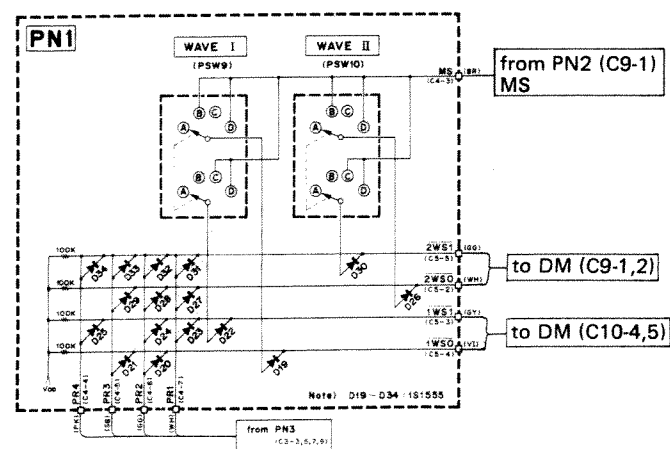 PN1
WAVE I
(PSW9)
WAVE II
(PSW10)
MS
(C4-3)
(BR)
from PN2 (C9-1)
MS
B C
A D
B C
A D
B C
A D
B C
A D
100K
D34 D33 D32 D31
D30
2WS1
(C5-5)
(GG)
100K
D29 D28 D27
D26
2WS0
(C5-2)
(WH)
to DM (C9-1,2)
100K
D25 D24 D23 D22
1WS1
(C5-3)
(GY)
100K
D21 D20 D19
1WS0
(C5-4)
(VI)
to DM (C10-4,5)
VDD
PR4
(C4-4)
PR3
(C4-5)
PR2
(C4-6)
PR1
(C4-7)
Note) D19~D34 : 1S1555
(PK) (SB) (GG) (WH)
from PN3
(C3-3,5,7,9)